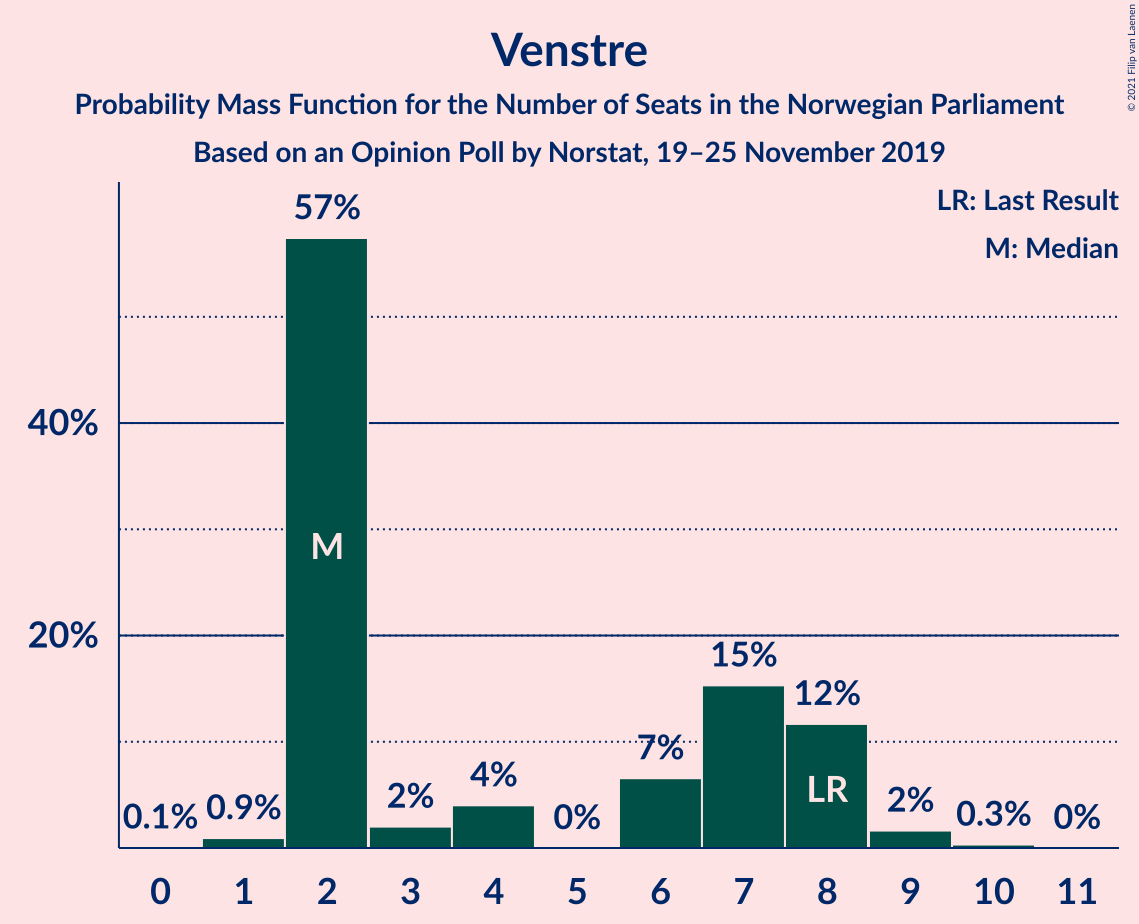 © 2021 Filip van Laenen
Venstre
Probability Mass Function for the Number of Seats in the Norwegian Parliament
Based on an Opinion Poll by Norstat, 19–25 November 2019
LR: Last Result
M: Median
57%
40%
M
20%
15%
12%
7%
4%
LR
2%
2%
0.1%
0.9%
0%
0.3%
0%
0 1 2 3 4 5 6 7 8 9 10 11